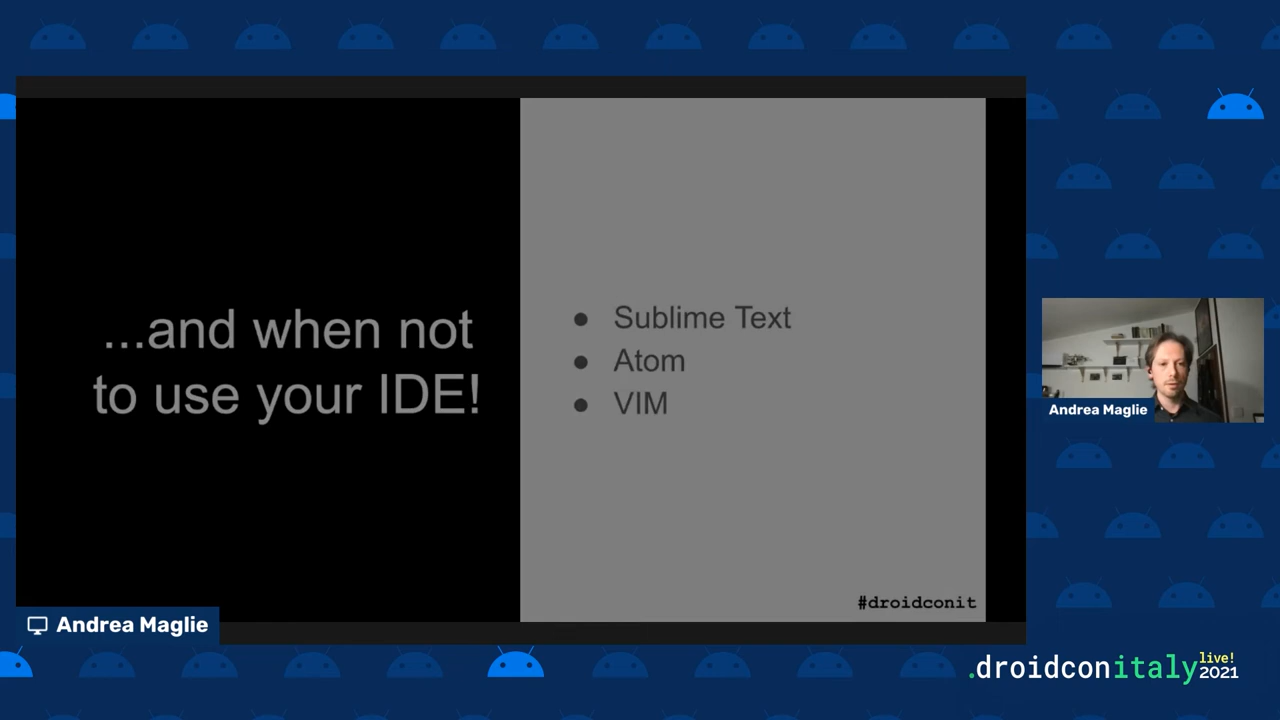 ...and when not
to use your IDE!
● Sublime Text
● Atom
● VIM
#droidconit
Andrea Maglie
Andrea Maglie
.droidconitaly live! 2021